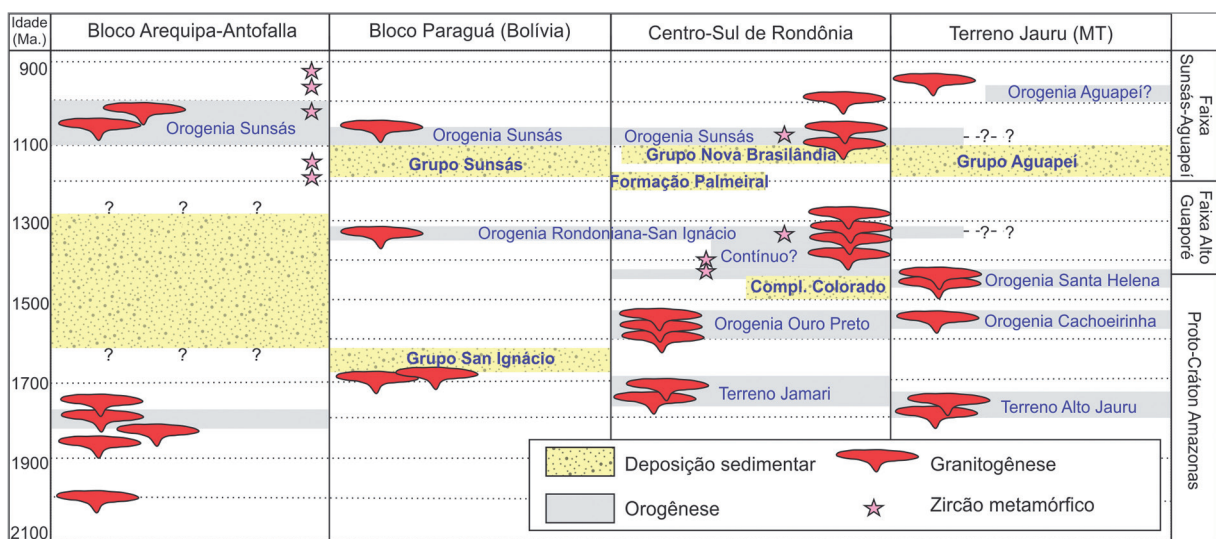 Idade
(Ma.)
Bloco Arequipa-Antofalla
Bloco Paraguá (Bolívia)
Centro-Sul de Rondônia
Terreno Jauru (MT)
900
1100
1300
1500
1700
1900
2100
Orogenia Sunsás
? ? ?
? ? ?
Orogenia Sunsás
Grupo Sunsás
Orogenia Rondoniana-San Ignácio
Grupo San Ignácio
Orogenia Sunsás
Grupo Nova Brasilândia
Formação Palmeiral
Contínuo?
Compl. Colorado
Orogenia Ouro Preto
Terreno Jamari
Orogenia Aguapeí?
-?- ?
Grupo Aguapeí
-?- ?
Orogenia Santa Helena
Orogenia Cachoeirinha
Terreno Alto Jauru
Faixa
Sunsás-Aguapeí
Faixa Alto
Guaporé
Proto-Cráton Amazonas
Deposição sedimentar
Granitogênese
Orogênese
Zircão metamórfico